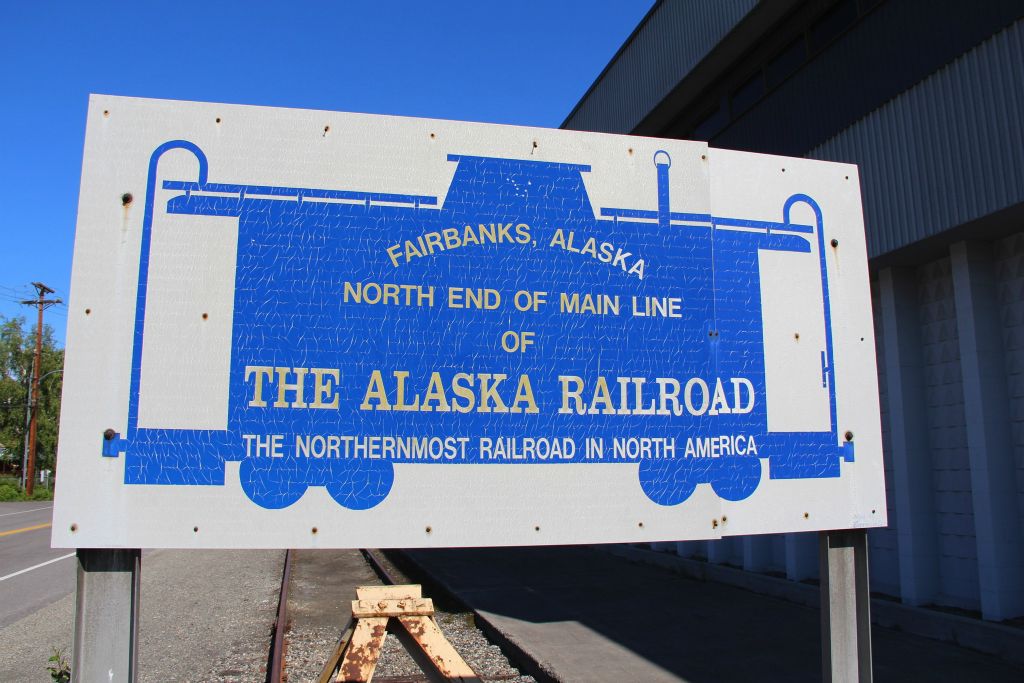 FAIRBANKS, ALASKA
NORTH END OF MAIN LINE
OF
THE ALASKA RAILROAD
THE NORTHERNMOST RAILROAD IN NORTH AMERICA